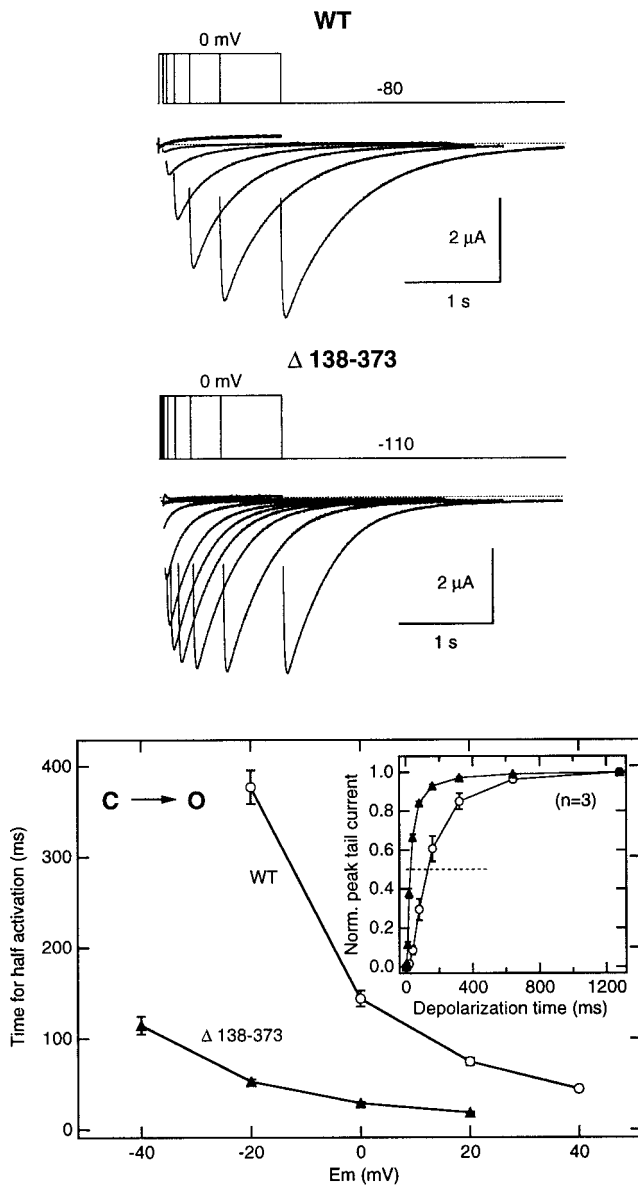 WT
0 mV
-80
2 μA
1 s
Δ 138-373
0 mV
-110
2 μA
1 s
Time for half activation (ms)
400
300
200
100
0
C → O
WT
Δ 138-373
-40
-20
0
20
40
Em (mV)
Norm. peak tail current
1.0
0.8
0.6
0.4
0.2
0.0
(n=3)
0
400
800
1200
Depolarization time (ms)